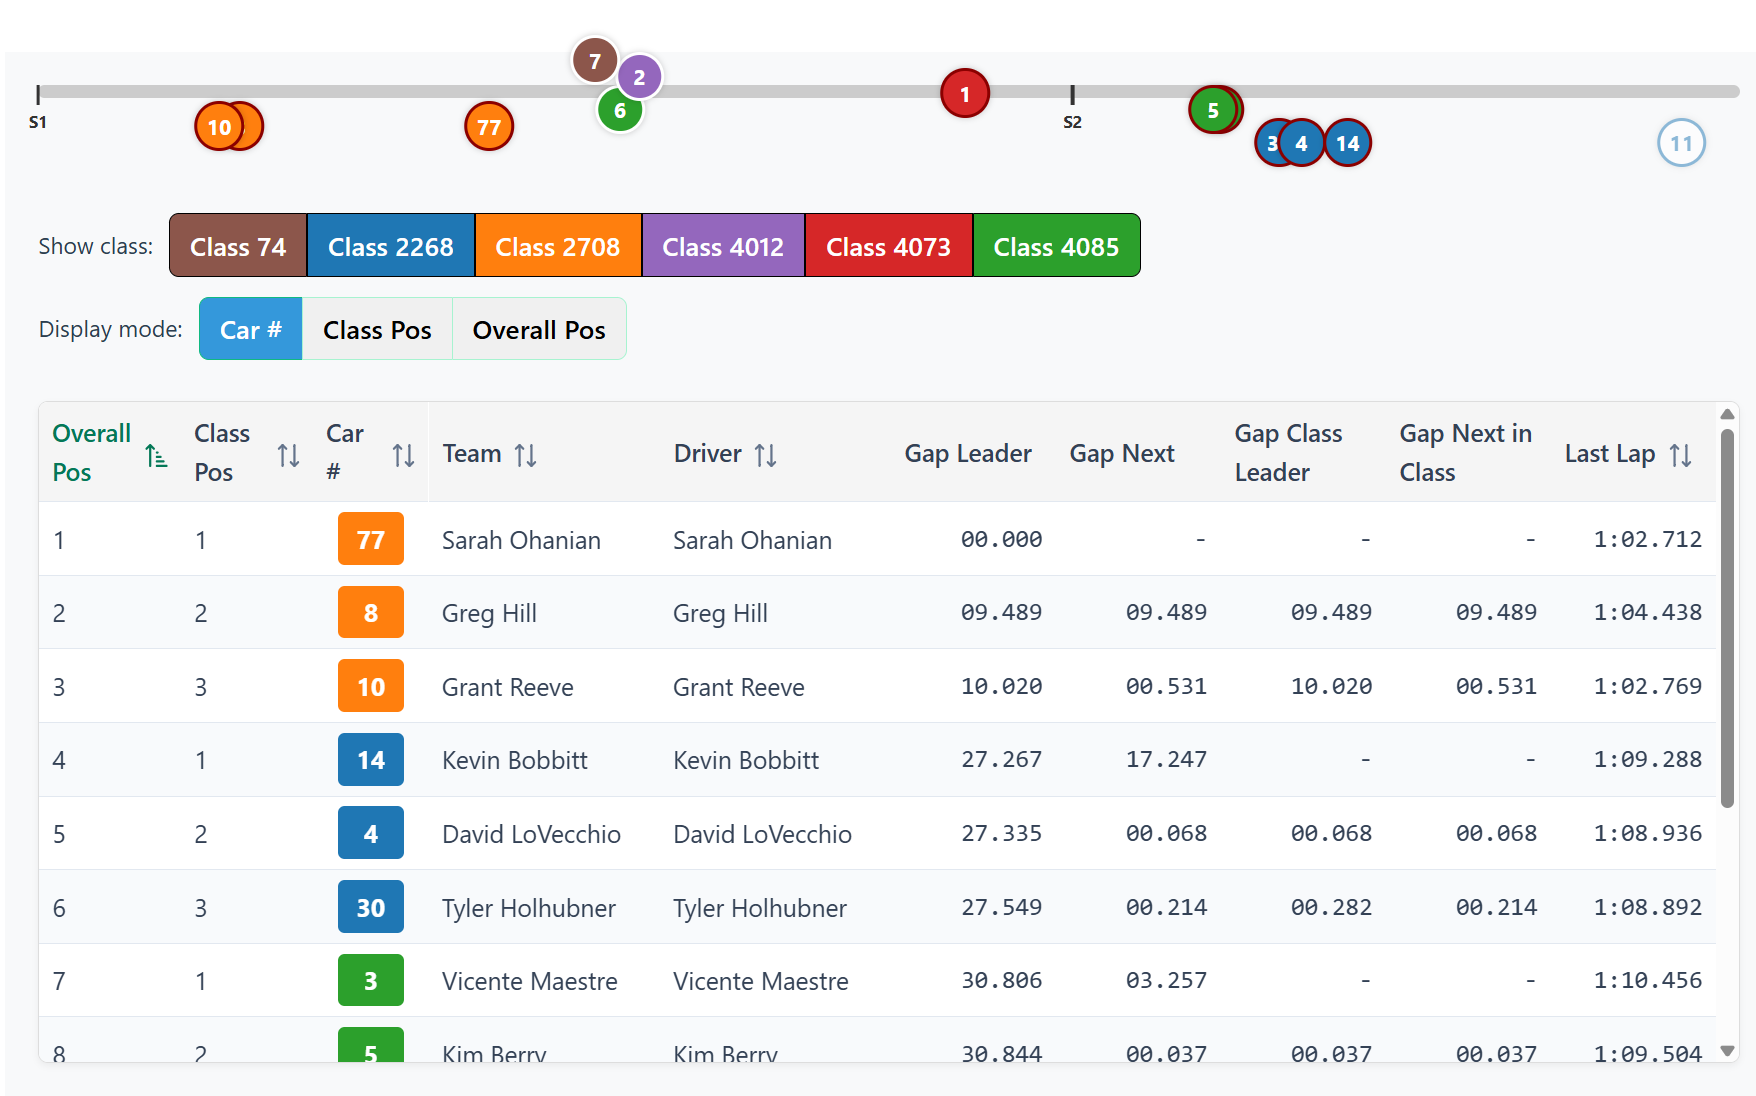 7
2
6
1
S1
10
77
S2
5
3
4
14
11
Show class: Class 74 Class 2268 Class 2708 Class 4012 Class 4073 Class 4085
Display mode: Car # Class Pos Overall Pos
Overall Pos Class Pos Car # Team Driver Gap Leader Gap Next Gap Class Leader Gap Next in Class Last Lap
1 1 77 Sarah Ohanian Sarah Ohanian 00.000 - - - 1:02.712
2 2 8 Greg Hill Greg Hill 09.489 09.489 09.489 09.489 1:04.438
3 3 10 Grant Reeve Grant Reeve 10.020 00.531 10.020 00.531 1:02.769
4 1 14 Kevin Bobbitt Kevin Bobbitt 27.267 17.247 - - 1:09.288
5 2 4 David LoVecchio David LoVecchio 27.335 00.068 00.068 00.068 1:08.936
6 3 30 Tyler Holhubner Tyler Holhubner 27.549 00.214 00.282 00.214 1:08.892
7 1 3 Vicente Maestre Vicente Maestre 30.806 03.257 - - 1:10.456
8 2 5 Kim Berry Kim Berry 30.844 00.037 00.037 00.037 1:09.504